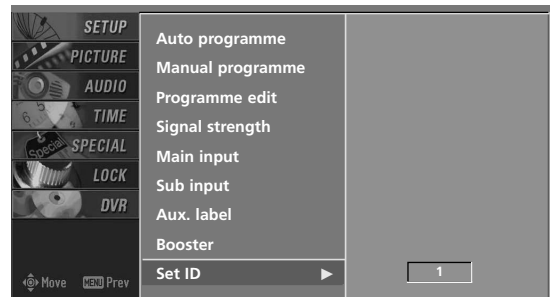 SETUP
PICTURE
AUDIO
TIME
SPECIAL
LOCK
DVR
Move MENU Prev
Auto programme
Manual programme
Programme edit
Signal strength
Main input
Sub input
Aux. label
Booster
Set ID ▶
1